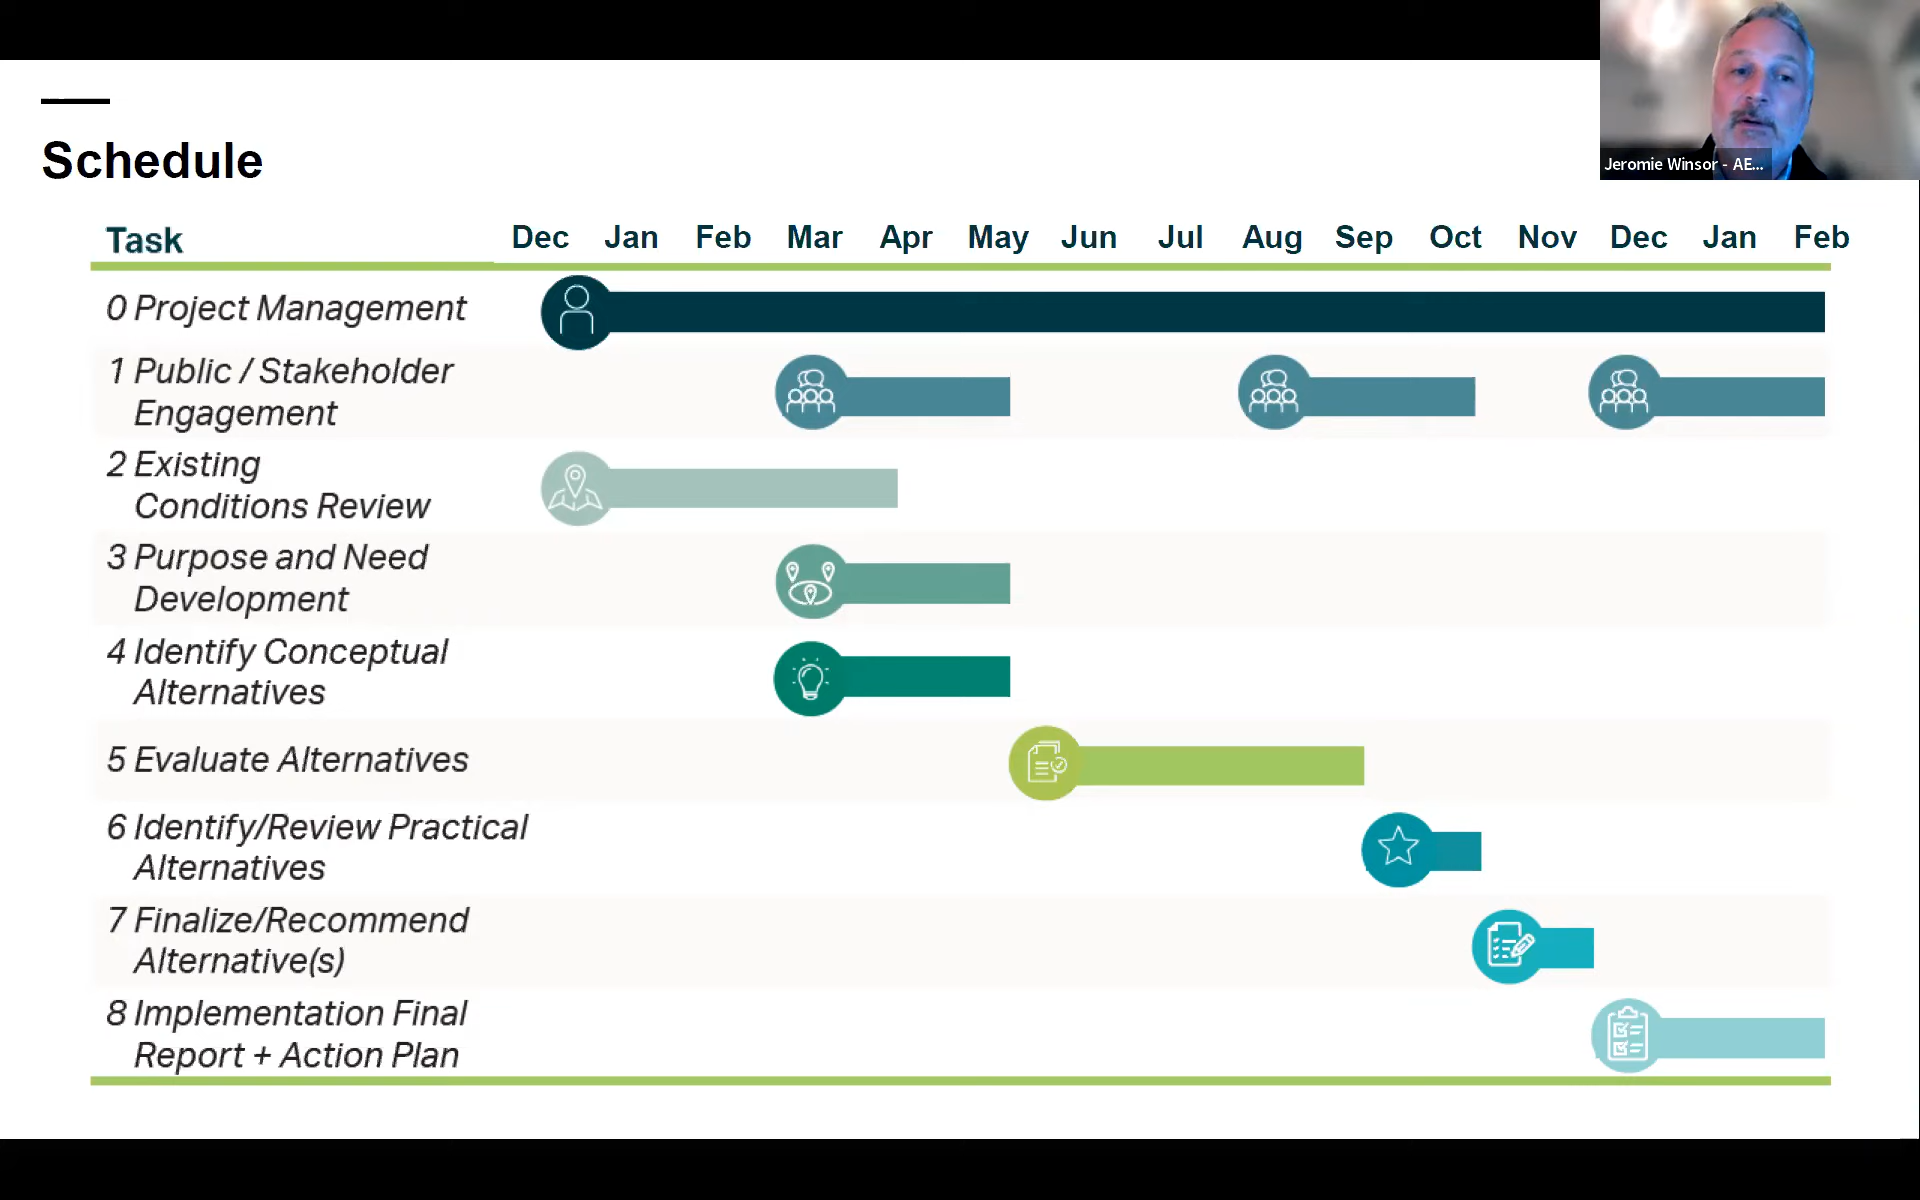 Jeromie Winsor - AE...
Schedule
Task Dec Jan Feb Mar Apr May Jun Jul Aug Sep Oct Nov Dec Jan Feb
0 Project Management
1 Public / Stakeholder
Engagement
2 Existing
Conditions Review
3 Purpose and Need
Development
4 Identify Conceptual
Alternatives
5 Evaluate Alternatives
6 Identify/Review Practical
Alternatives
7 Finalize/Recommend
Alternative(s)
8 Implementation Final
Report + Action Plan